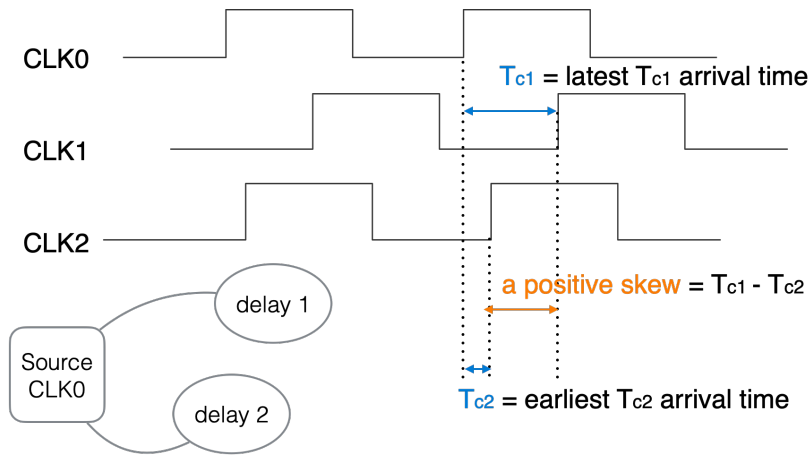 CLK0
Tc1 = latest Tc1 arrival time
CLK1
CLK2
a positive skew = Tc1 - Tc2
delay 1
Source
CLK0
Tc2 = earliest Tc2 arrival time
delay 2